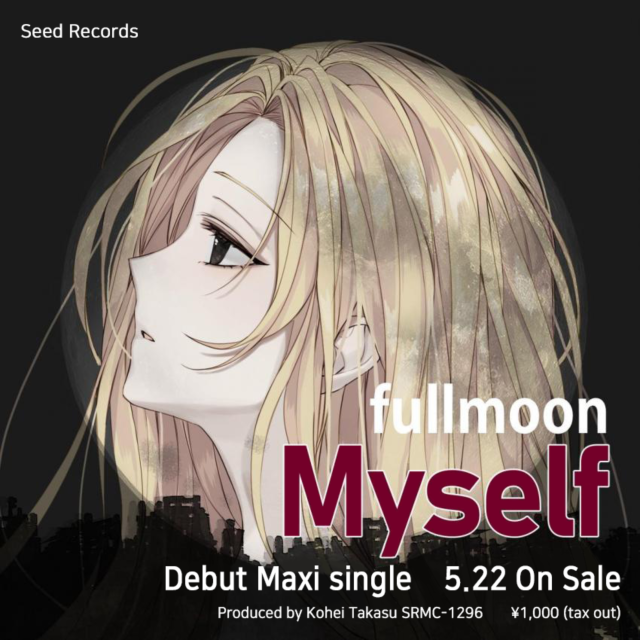 Seed Records
fullmoon
Myself
Debut Maxi single 5.22 On Sale
Produced by Kohei Takasu SRMC-1296 ¥1,000 (tax out)